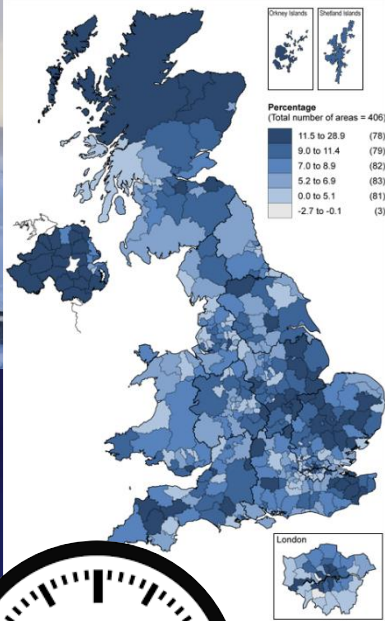 Orkney Islands
Shetland Islands
Percentage
(Total number of areas = 406)
11.5 to 28.9 (78)
9.0 to 11.4 (79)
7.0 to 8.9 (82)
5.2 to 6.9 (83)
0.0 to 5.1 (81)
-2.7 to -0.1 (3)
London